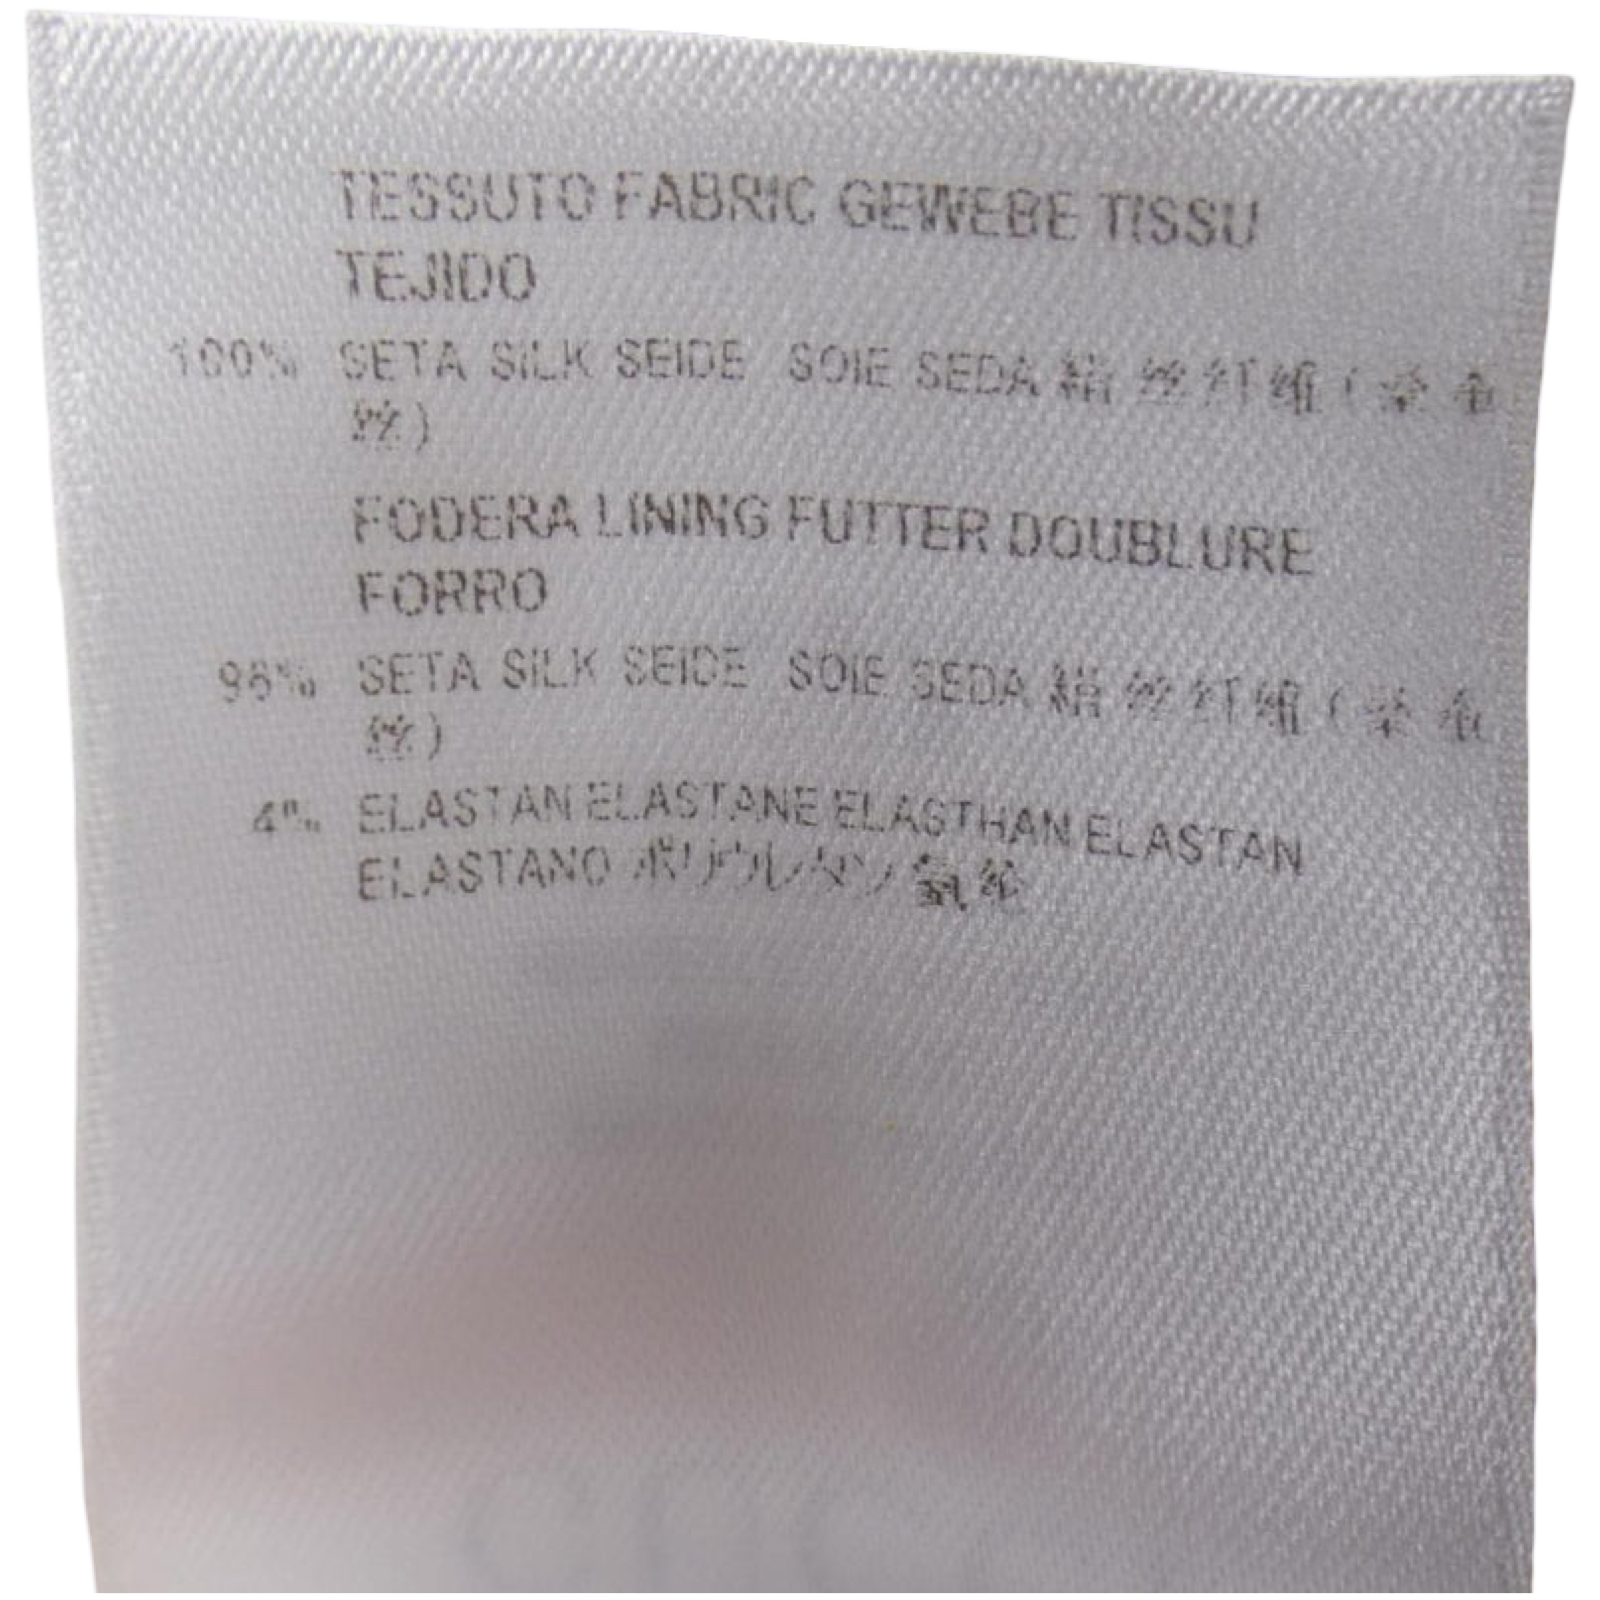 TESSUTO FABRIC GEWEBE TISSU
TEJIDO
100% SETA SILK SEIDE SOIE SEDA 絹 丝纤维(桑蚕
丝)
FODERA LINING FUTTER DOUBLURE
FORRO
96% SETA SILK SEIDE SOIE SEDA 絹 丝纤维(桑蚕
丝)
4% ELASTAN ELASTANE ELASTHAN ELASTAN
ELASTANO ポリウレタン 氨纶